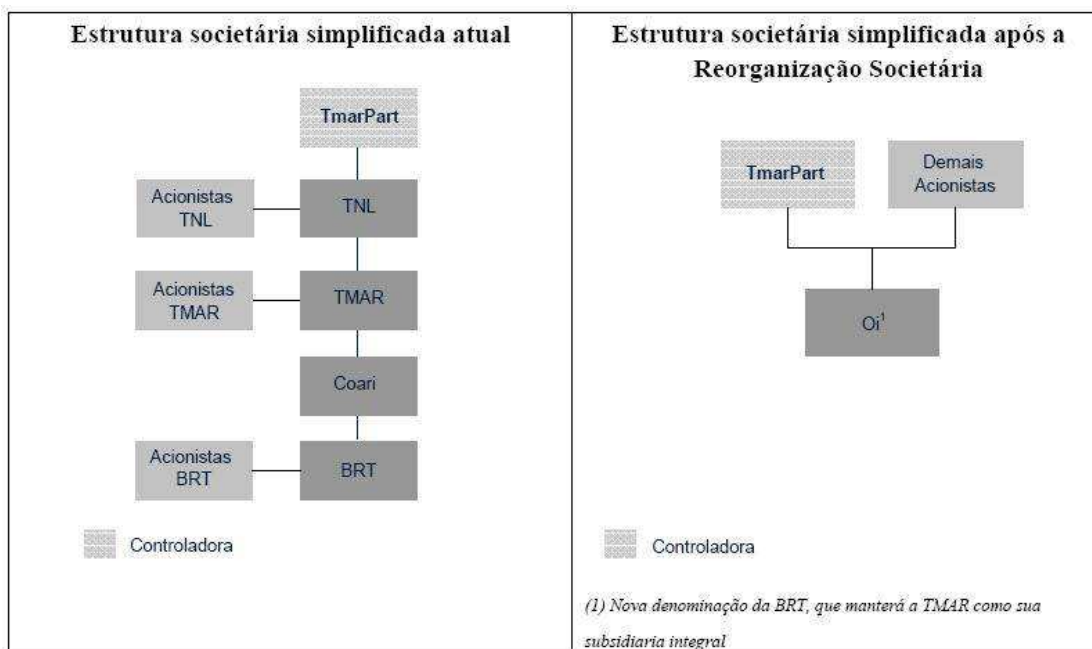 Estrutura societária simplificada atual
TmarPart
Acionistas
TNL
TNL
Acionistas
TMAR
TMAR
Coari
Acionistas
BRT
BRT
Controladora
Estrutura societária simplificada após a
Reorganização Societária
TmarPart
Demais
Acionistas
Oi¹
Controladora
(1) Nova denominação da BRT, que manterá a TMAR como sua
subsidiaria integral